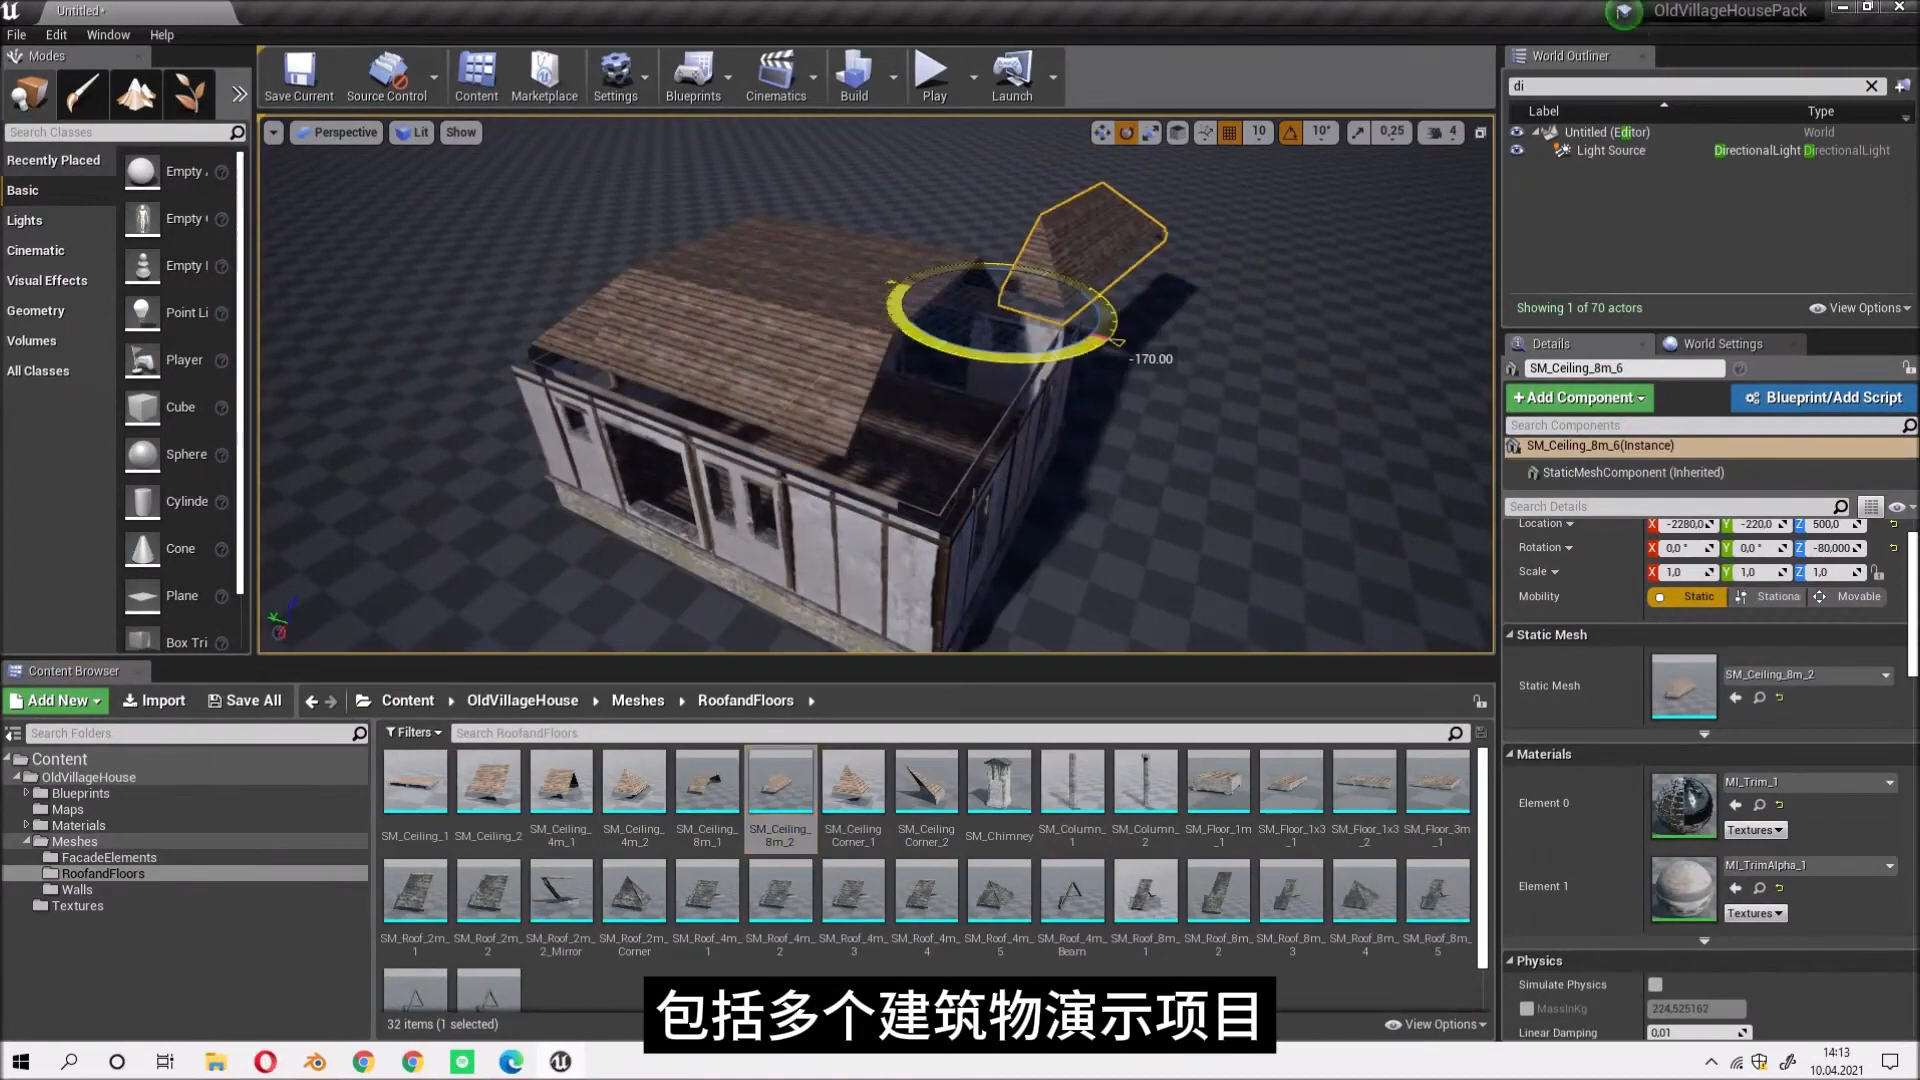 Untitled*
OldVillageHousePack
File Edit Window Help
Modes
Save Current
Source Control
Content
Marketplace
Settings
Blueprints
Cinematics
Build
Play
Launch
Search Classes
Recently Placed
Basic
Lights
Cinematic
Visual Effects
Geometry
Volumes
All Classes
Empty
Empty
Empty
Point Li
Player
Cube
Sphere
Cylinde
Cone
Plane
Box Tri
Perspective
Lit
Show
10
10°
0,25
4
-170.00
World Outliner
di
Label Type
Untitled (Editor) World
Light Source DirectionalLight DirectionalLight
Showing 1 of 70 actors
View Options
Details
World Settings
SM_Ceiling_8m_6
+Add Component
Blueprint/Add Script
Search Components
SM_Ceiling_8m_6(Instance)
StaticMeshComponent (Inherited)
Search Details
Location X -2280,0 Y -220,0 Z 500,0
Rotation X 0,0 ° Y 0,0 ° Z -80,000
Scale X 1,0 Y 1,0 Z 1,0
Mobility Static Stationa Movable
Static Mesh
Static Mesh
SM_Ceiling_8m_2
Materials
Element 0
MI_Trim_1
Textures
Element 1
MI_TrimAlpha_1
Textures
Physics
Simulate Physics
MassInKg 224,525162
Linear Damping 0,01
Content Browser
Add New
Import
Save All
Content OldVillageHouse Meshes RoofandFloors
Search Folders
Filters
Search RoofandFloors
Content
OldVillageHouse
Blueprints
Maps
Materials
Meshes
FacadeElements
RoofandFloors
Walls
Textures
SM_Ceiling_1
SM_Ceiling_2
SM_Ceiling_4m_1
SM_Ceiling_4m_2
SM_Ceiling_8m_1
SM_Ceiling_8m_2
SM_Ceiling Corner_1
SM_Ceiling Corner_2
SM_Chimney
SM_Column_1
SM_Column_2
SM_Floor_1m_1
SM_Floor_1x3_1
SM_Floor_1x3_2
SM_Floor_3m_1
SM_Roof_2m_1
SM_Roof_2m_2
SM_Roof_2m_2_Mirror
SM_Roof_2m_Corner
SM_Roof_4m_1
SM_Roof_4m_2
SM_Roof_4m_3
SM_Roof_4m_4
SM_Roof_4m_5
SM_Roof_4m_Beam
SM_Roof_8m_1
SM_Roof_8m_2
SM_Roof_8m_3
SM_Roof_8m_4
SM_Roof_8m_5
32 items (1 selected)
View Options
包括多个建筑物演示项目
14:13
10.04.2021